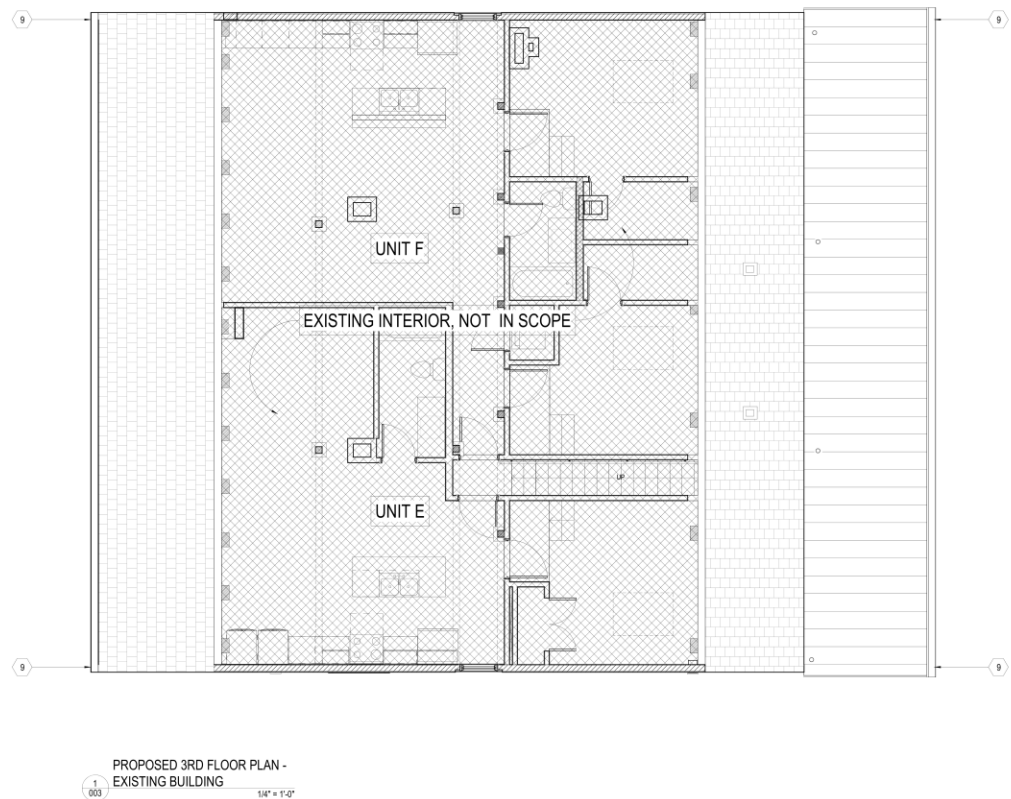 9
9
UNIT F
EXISTING INTERIOR, NOT IN SCOPE
UP
UNIT E
9
9
PROPOSED 3RD FLOOR PLAN -
1
EXISTING BUILDING
003
1/4" = 1'-0"